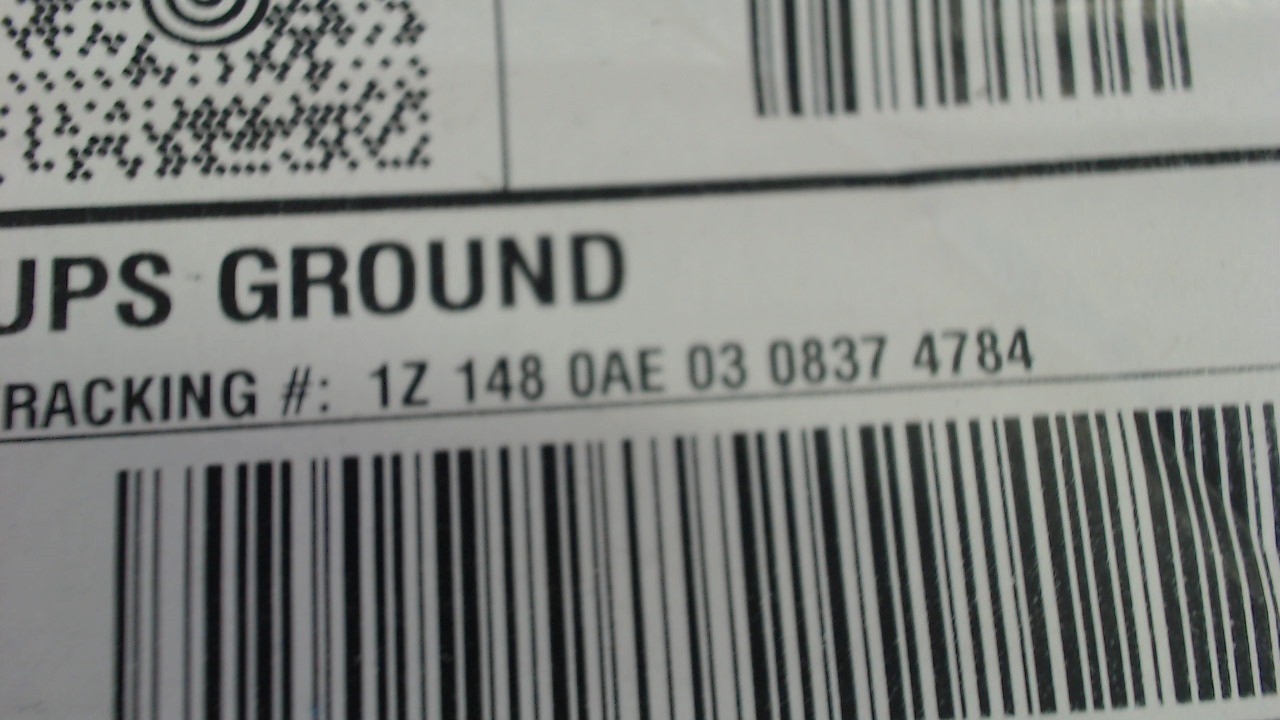 UPS GROUND
RACKING #: 1Z 148 0AE 03 0837 4784